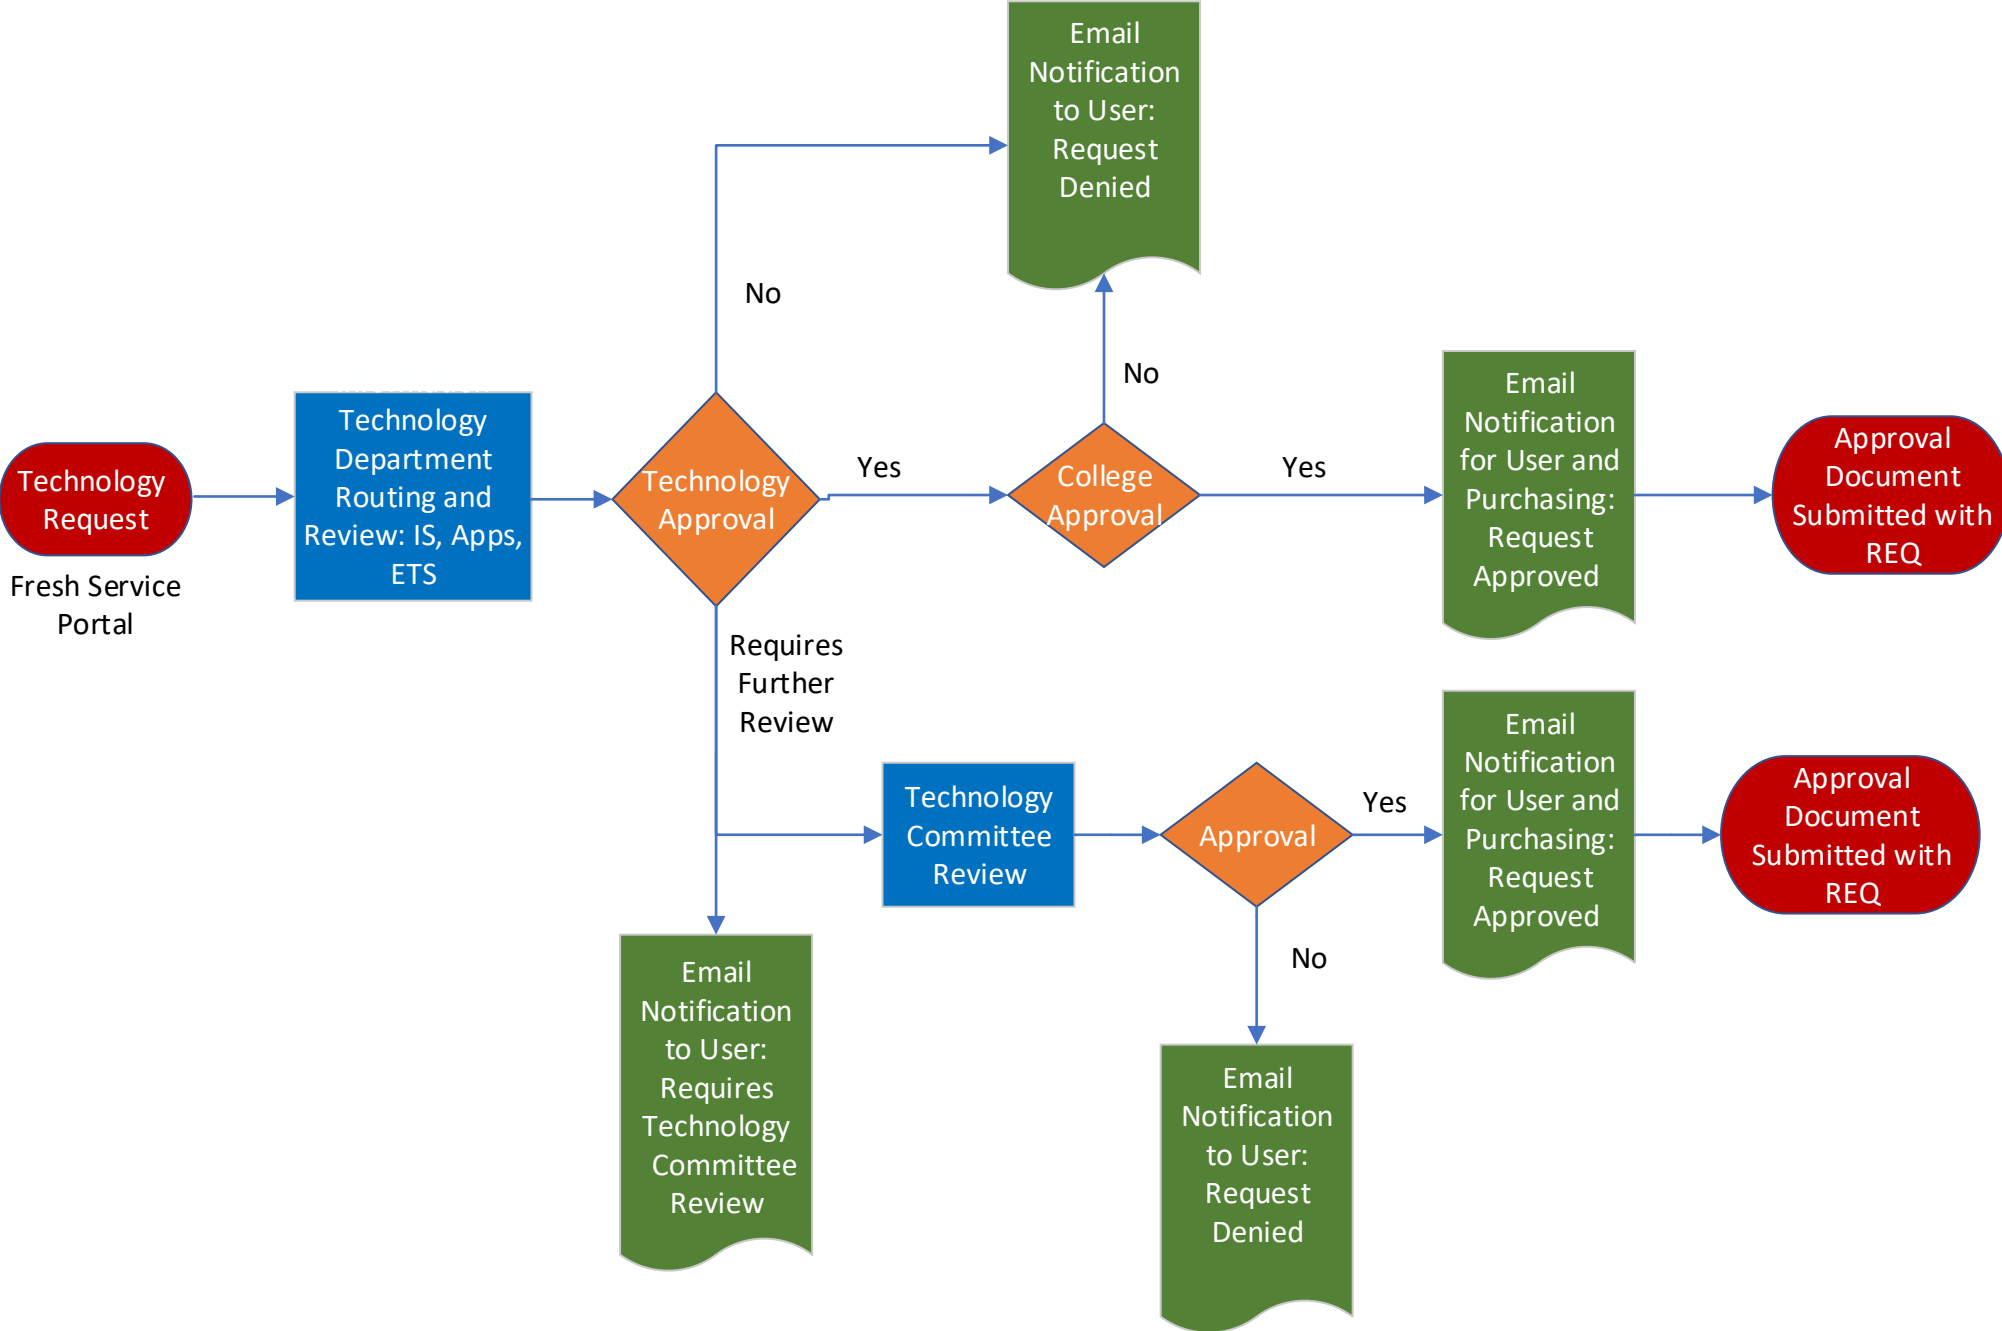 Technology
Request
Fresh Service
Portal
Technology
Department
Routing and
Review: IS, Apps,
ETS
Technology
Approval
No
Email
Notification
to User:
Request
Denied
Yes
College
Approval
No
Yes
Email
Notification
for User and
Purchasing:
Request
Approved
Approval
Document
Submitted with
REQ
Requires
Further
Review
Technology
Committee
Review
Approval
Yes
Email
Notification
for User and
Purchasing:
Request
Approved
Approval
Document
Submitted with
REQ
No
Email
Notification
to User:
Requires
Technology
Committee
Review
Email
Notification
to User:
Request
Denied